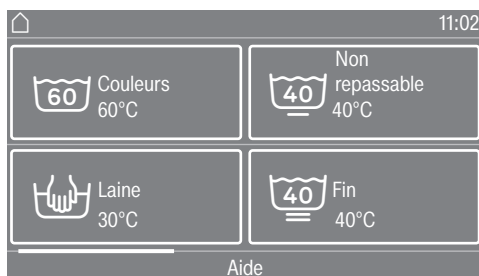 11:02
60
Couleurs
60°C
40
Non
repassable
40°C
Laine
30°C
40
Fin
40°C
Aide